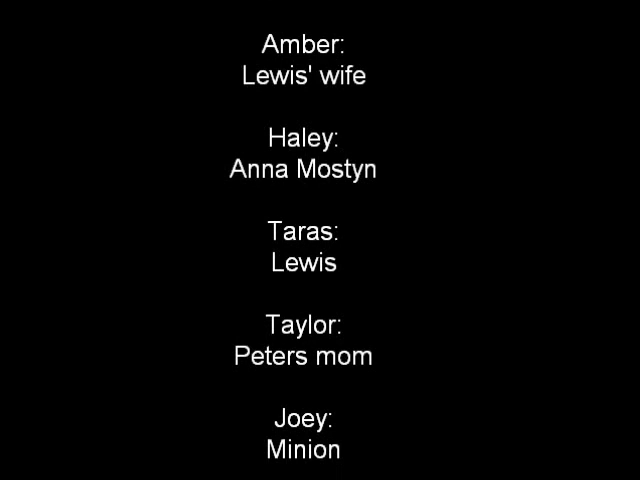 Amber:
Lewis' wife
Haley:
Anna Mostyn
Taras:
Lewis
Taylor:
Peters mom
Joey:
Minion